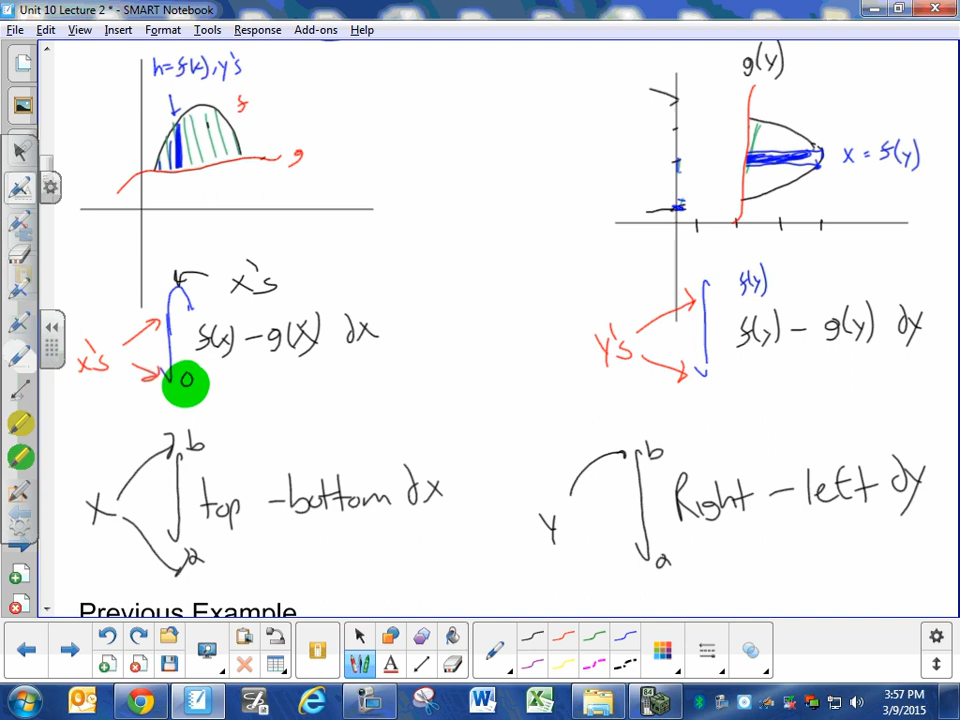 Unit 10 Lecture 2 * - SMART Notebook
File Edit View Insert Format Tools Response Add-ons Help
h=f(x), y's
f
g
g(y)
x = f(y)
x's
x's
f(x) - g(x) dx
0
f(y)
y's
f(y) - g(y) dy
x
b
∫ top - bottom dx
a
y
b
∫ Right - left dy
a
Previous Example
A
84
3:57 PM
3/9/2015